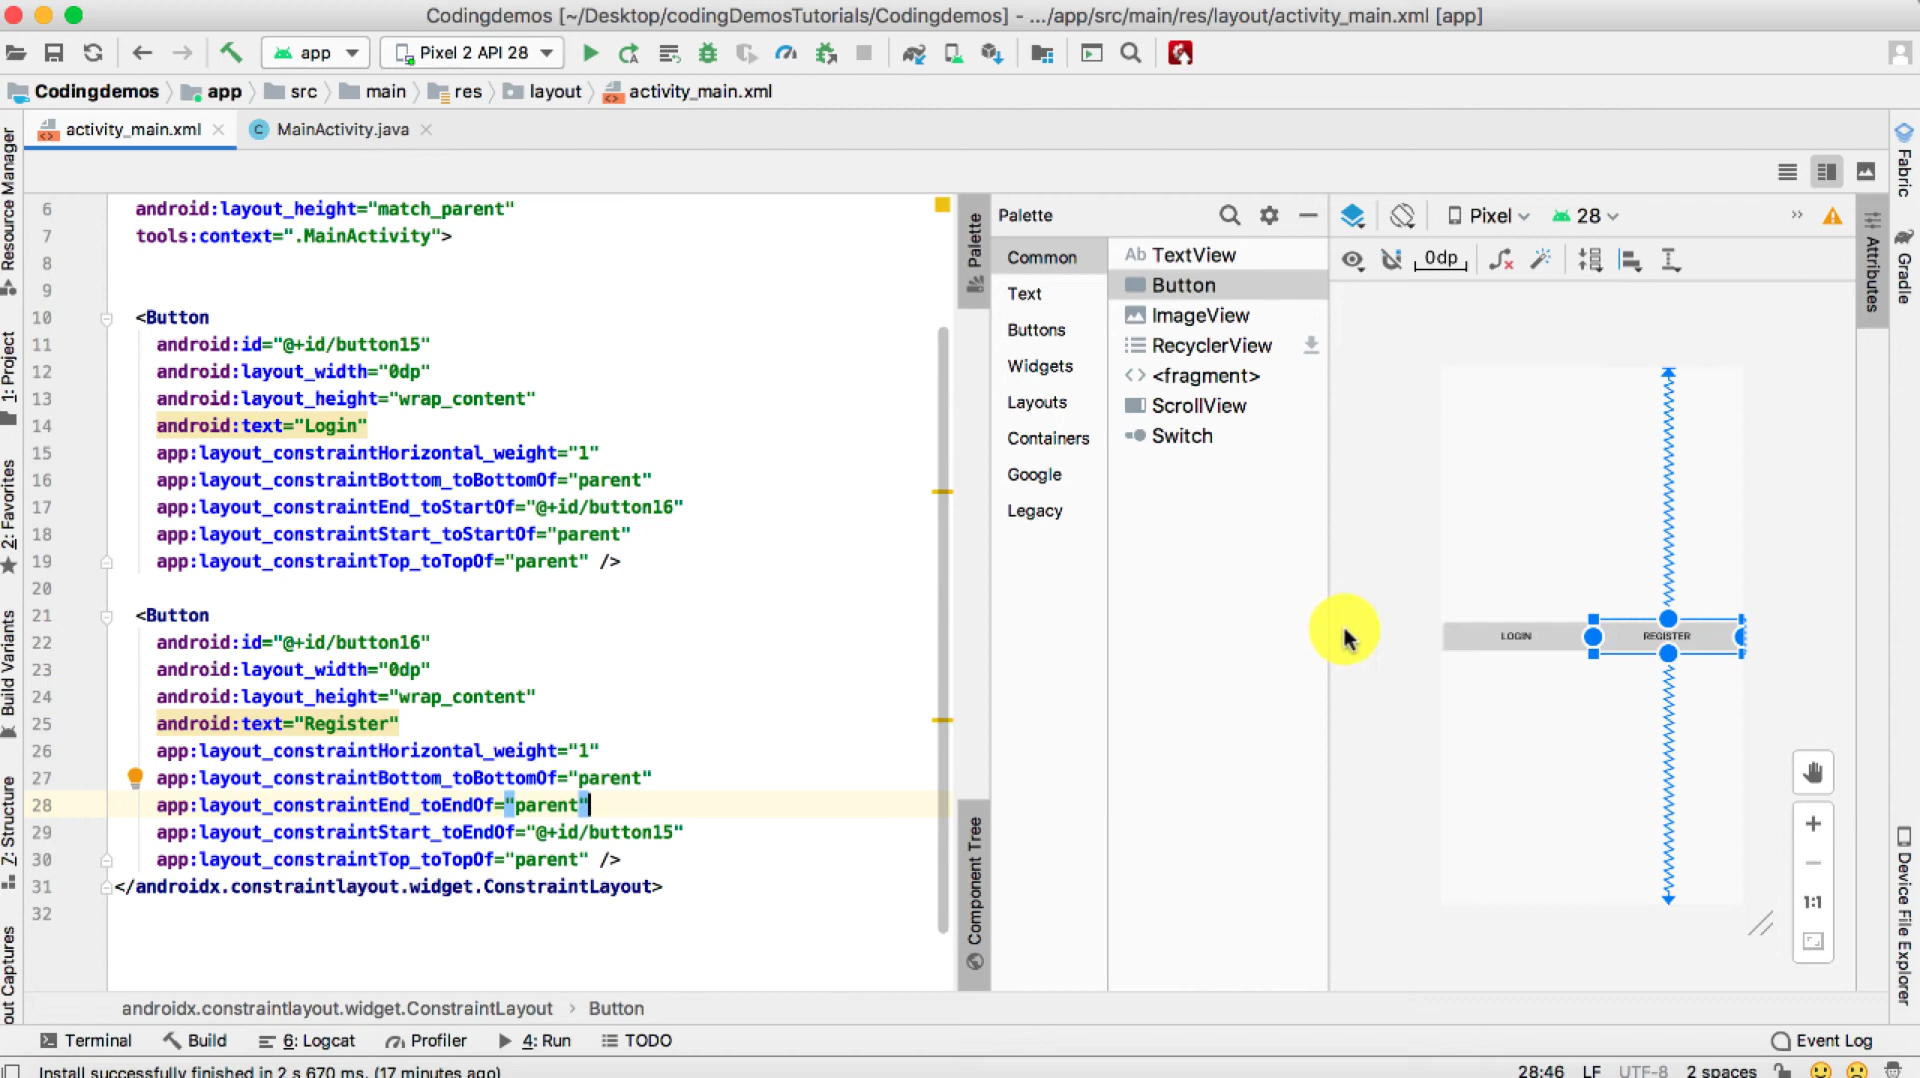 Codingdemos [~/Desktop/codingDemosTutorials/Codingdemos] - .../app/src/main/res/layout/activity_main.xml [app]
app
Pixel 2 API 28
Codingdemos app src main res layout activity_main.xml
activity_main.xml
MainActivity.java
Resource Manager
1: Project
2: Favorites
Build Variants
7: Structure
out Captures
6 android:layout_height="match_parent"
7 tools:context=".MainActivity">
8
9
10 <Button
11 android:id="@+id/button15"
12 android:layout_width="0dp"
13 android:layout_height="wrap_content"
14 android:text="Login"
15 app:layout_constraintHorizontal_weight="1"
16 app:layout_constraintBottom_toBottomOf="parent"
17 app:layout_constraintEnd_toStartOf="@+id/button16"
18 app:layout_constraintStart_toStartOf="parent"
19 app:layout_constraintTop_toTopOf="parent" />
20
21 <Button
22 android:id="@+id/button16"
23 android:layout_width="0dp"
24 android:layout_height="wrap_content"
25 android:text="Register"
26 app:layout_constraintHorizontal_weight="1"
27 app:layout_constraintBottom_toBottomOf="parent"
28 app:layout_constraintEnd_toEndOf="parent"
29 app:layout_constraintStart_toEndOf="@+id/button15"
30 app:layout_constraintTop_toTopOf="parent" />
31 </androidx.constraintlayout.widget.ConstraintLayout>
32
Palette
Component Tree
Palette
Common
Text
Buttons
Widgets
Layouts
Containers
Google
Legacy
Ab TextView
Button
ImageView
RecyclerView
<fragment>
ScrollView
Switch
Pixel
28
0dp
LOGIN
REGISTER
1:1
Attributes
Fabric
Gradle
Device File Explorer
androidx.constraintlayout.widget.ConstraintLayout › Button
Terminal
Build
6: Logcat
Profiler
4: Run
TODO
Event Log
Install successfully finished in 2 s 670 ms. (17 minutes ago)
28:46 LF UTF-8 2 spaces